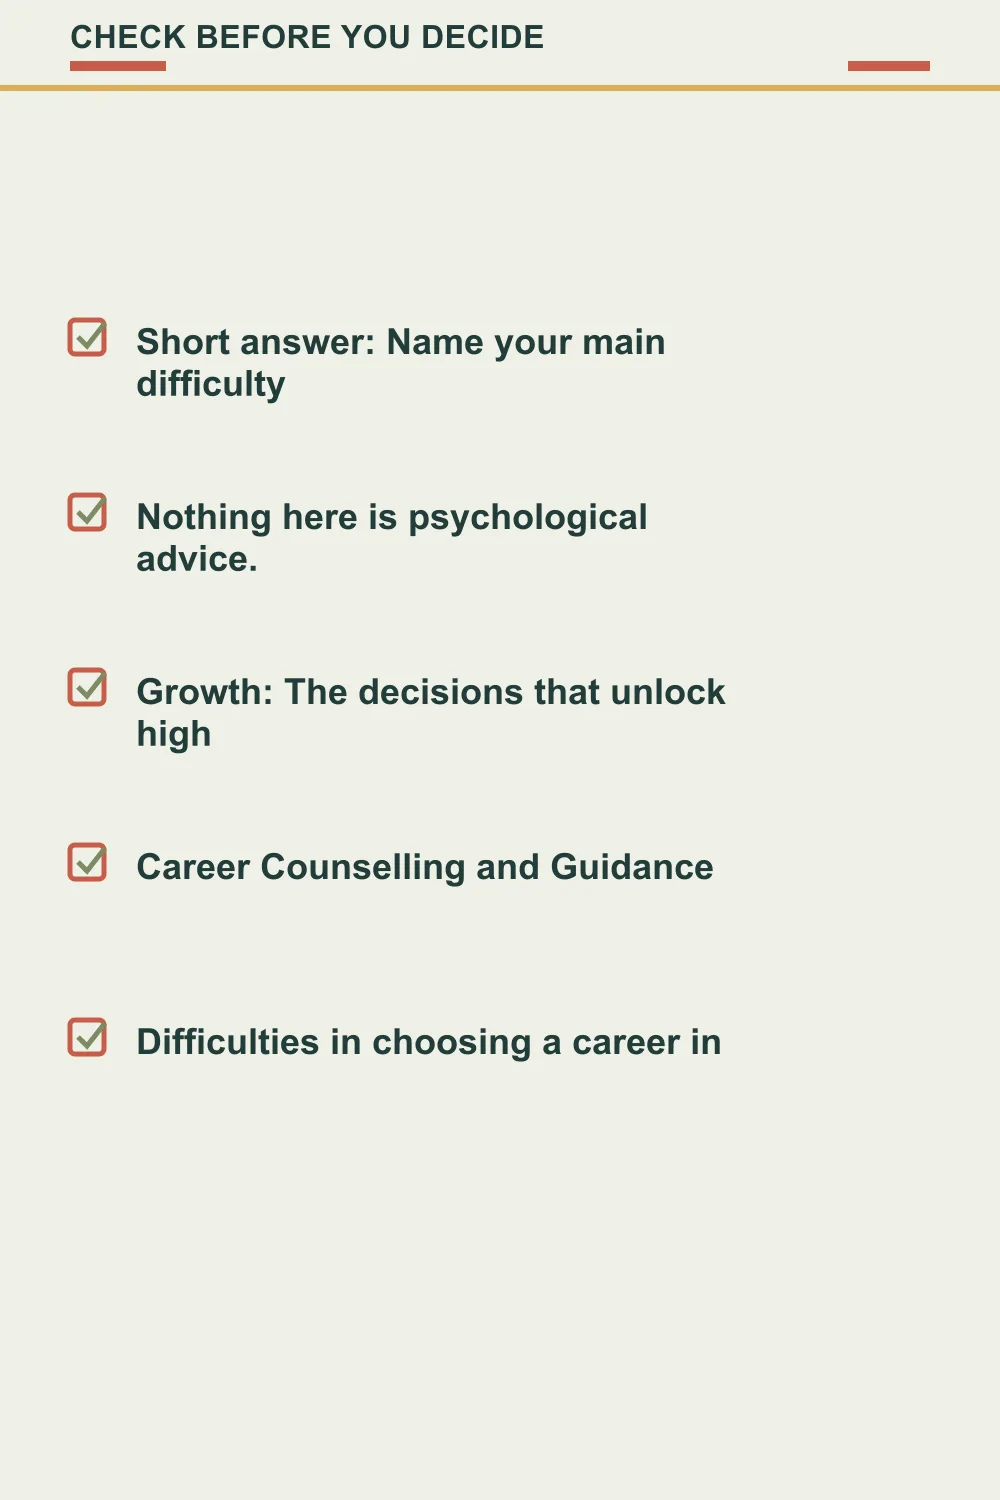 CHECK BEFORE YOU DECIDE
Short answer: Name your main
difficulty
Nothing here is psychological
advice.
Growth: The decisions that unlock
high
Career Counselling and Guidance
Difficulties in choosing a career in